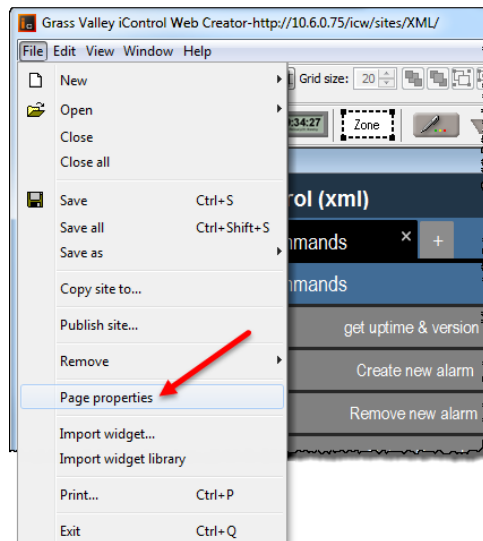 Grass Valley iControl Web Creator-http://10.6.0.75/icw/sites/XML/
File Edit View Window Help
New
Grid size: 20
Open
:34:27 Zone
Close
Close all
Save Ctrl+S
rol (xml)
Save all Ctrl+Shift+S
Save as
mmands × +
Copy site to...
mmands
Publish site...
get uptime & version
Remove
Create new alarm
Page properties
Remove new alarm
Import widget...
Import widget library
Print... Ctrl+P
Exit Ctrl+Q